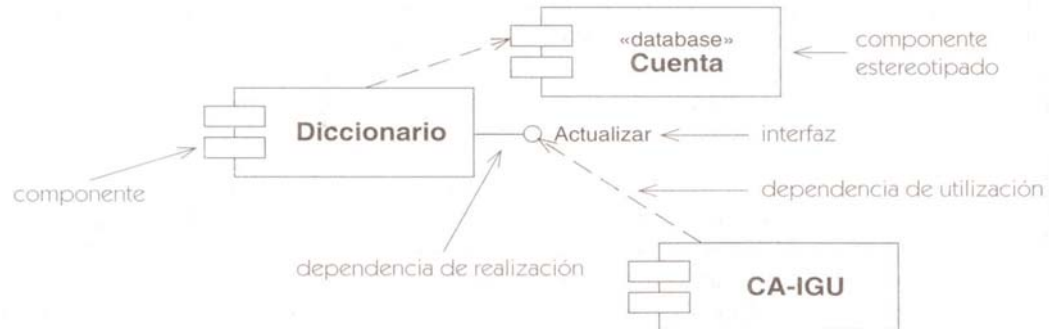 «database»
Cuenta
componente
estereotipado
Diccionario
Actualizar
interfaz
componente
dependencia de utilización
dependencia de realización
CA-IGU